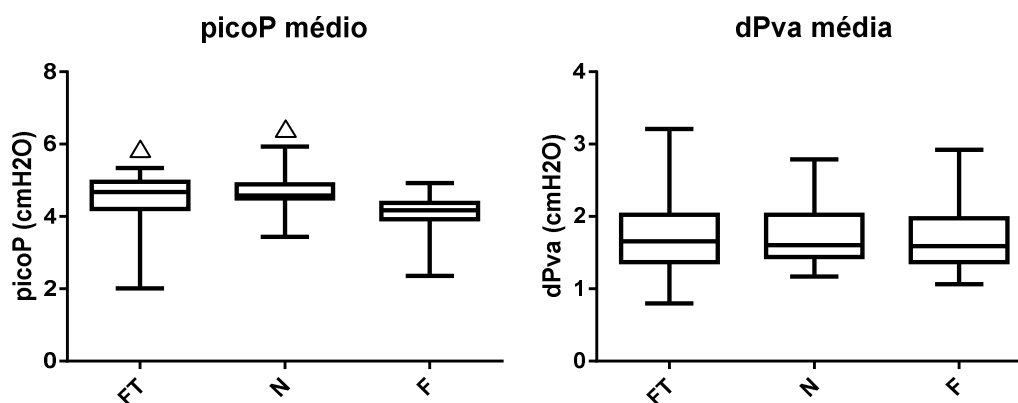 picoP médio
picoP (cmH2O)
8
6
4
2
0
FT
N
F
dPva média
dPva (cmH2O)
4
3
2
1
0
FT
N
F